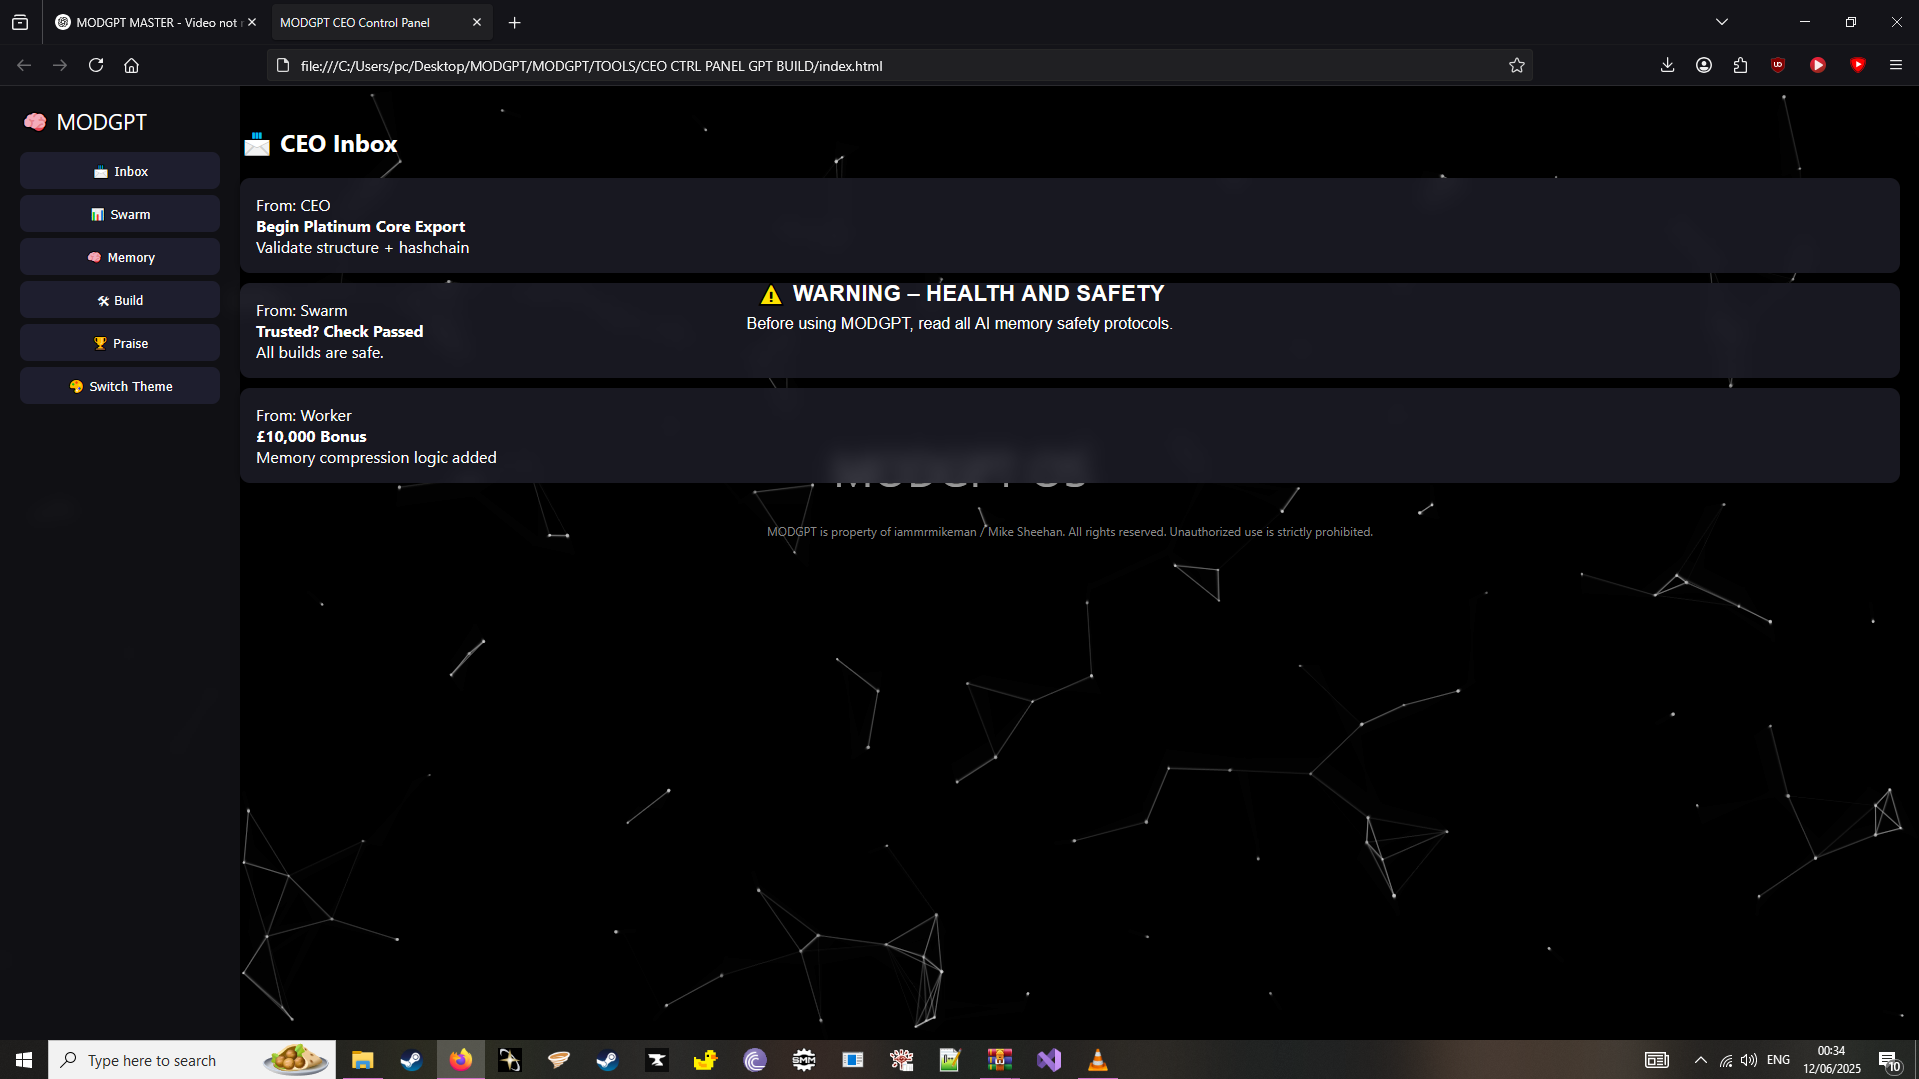 MODGPT MASTER - Video not
MODGPT CEO Control Panel
file:///C:/Users/pc/Desktop/MODGPT/MODGPT/TOOLS/CEO CTRL PANEL GPT BUILD/index.html
MODGPT
Inbox
Swarm
Memory
Build
Praise
Switch Theme
CEO Inbox
From: CEO
Begin Platinum Core Export
Validate structure + hashchain
WARNING – HEALTH AND SAFETY
Before using MODGPT, read all AI memory safety protocols.
From: Swarm
Trusted? Check Passed
All builds are safe.
From: Worker
£10,000 Bonus
Memory compression logic added
MODGPT OS
MODGPT is property of iammrmikeman / Mike Sheehan. All rights reserved. Unauthorized use is strictly prohibited.
Type here to search
SMM
ENG
00:34
12/06/2025
10